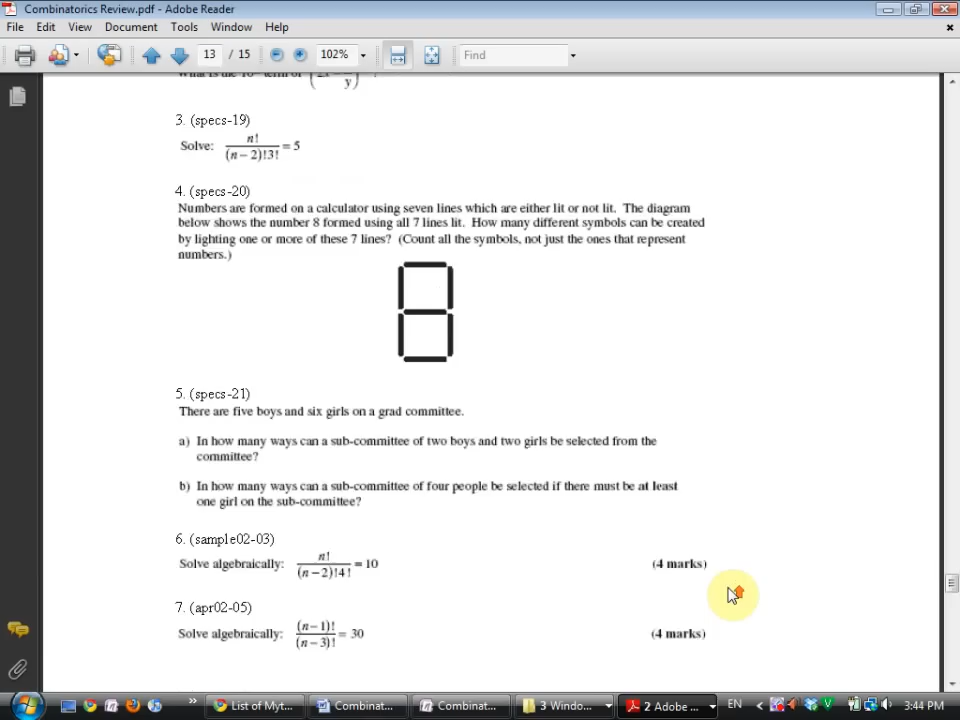 Combinatorics Review.pdf - Adobe Reader
File Edit View Document Tools Window Help
13 / 15 102% Find
What is the 10th term of
3. (specs-19)
Solve: n! / (n – 2)!3! = 5
4. (specs-20)
Numbers are formed on a calculator using seven lines which are either lit or not lit. The diagram
below shows the number 8 formed using all 7 lines lit. How many different symbols can be created
by lighting one or more of these 7 lines? (Count all the symbols, not just the ones that represent
numbers.)
5. (specs-21)
There are five boys and six girls on a grad committee.
a) In how many ways can a sub-committee of two boys and two girls be selected from the
committee?
b) In how many ways can a sub-committee of four people be selected if there must be at least
one girl on the sub-committee?
6. (sample02-03)
Solve algebraically: n! / (n – 2)!4! = 10 (4 marks)
7. (apr02-05)
Solve algebraically: (n – 1)! / (n – 3)! = 30 (4 marks)
List of Myt... Combinat... Combinat... 3 Windo... 2 Adobe ... EN 3:44 PM